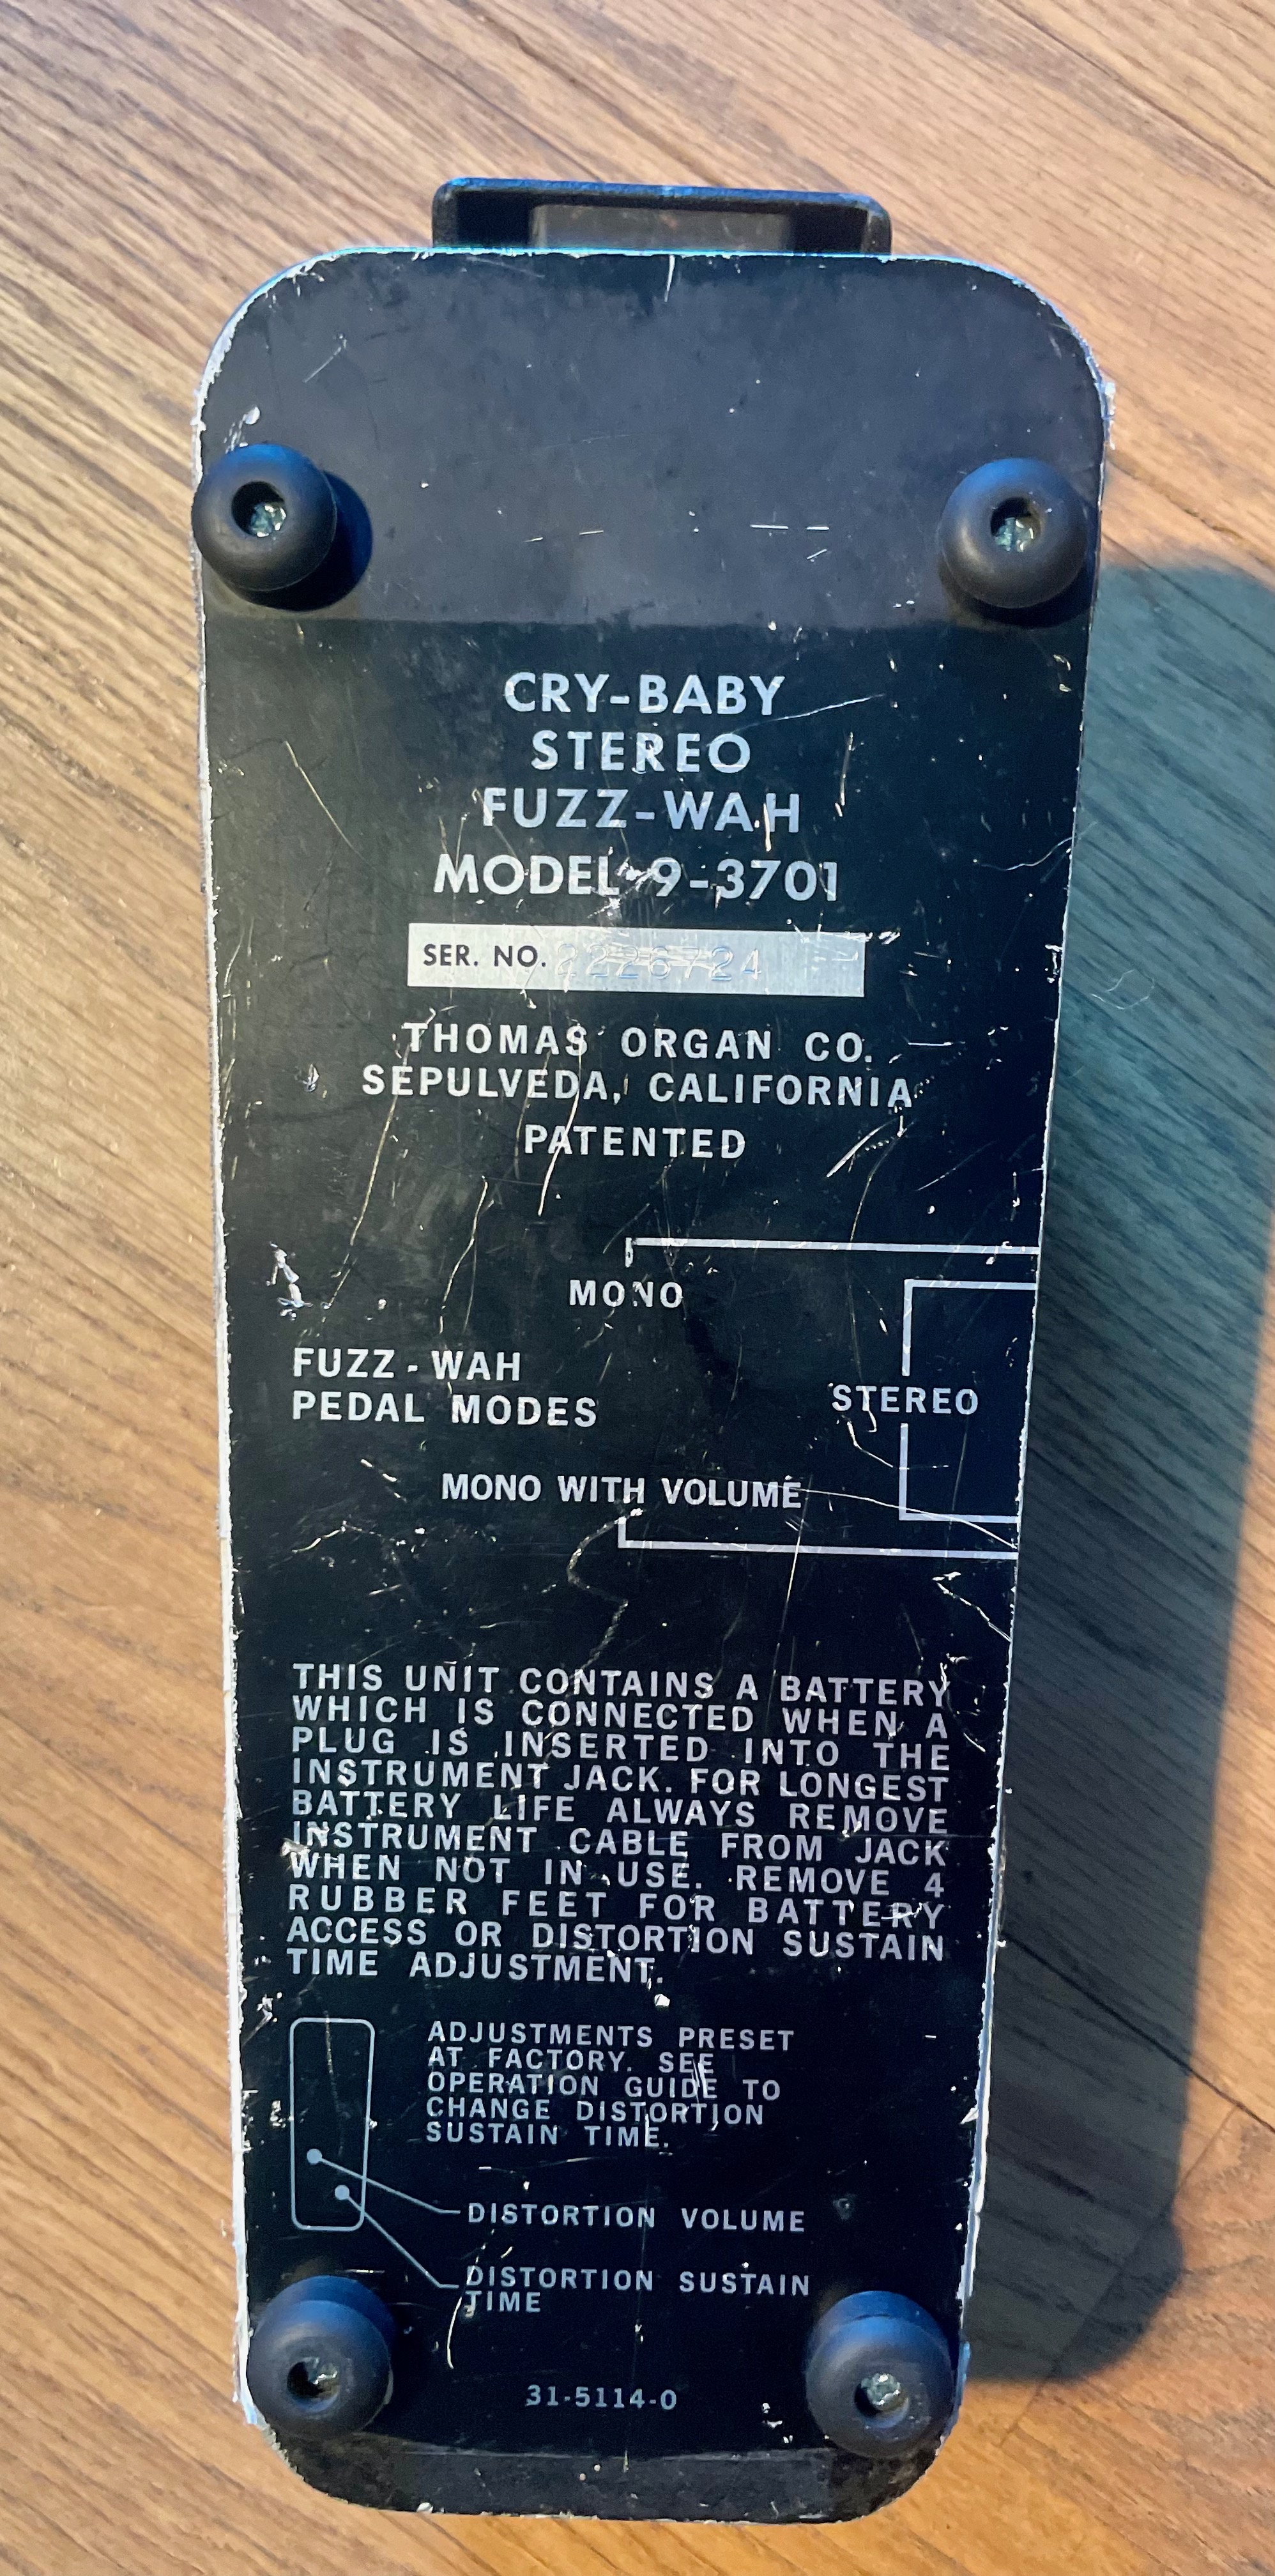 CRY-BABY
STEREO
FUZZ-WAH
MODEL 9-3701
SER. NO. 2226724
THOMAS ORGAN CO.
SEPULVEDA, CALIFORNIA
PATENTED
MONO
FUZZ-WAH
PEDAL MODES
STEREO
MONO WITH VOLUME
THIS UNIT CONTAINS A BATTERY
WHICH IS CONNECTED WHEN A
PLUG IS INSERTED INTO THE
INSTRUMENT JACK. FOR LONGEST
BATTERY LIFE ALWAYS REMOVE
INSTRUMENT CABLE FROM JACK
WHEN NOT IN USE. REMOVE 4
RUBBER FEET FOR BATTERY
ACCESS OR DISTORTION SUSTAIN
TIME ADJUSTMENT.
ADJUSTMENTS PRESET
AT FACTORY. SEE
OPERATION GUIDE TO
CHANGE DISTORTION
SUSTAIN TIME.
DISTORTION VOLUME
DISTORTION SUSTAIN
TIME
31-5114-0